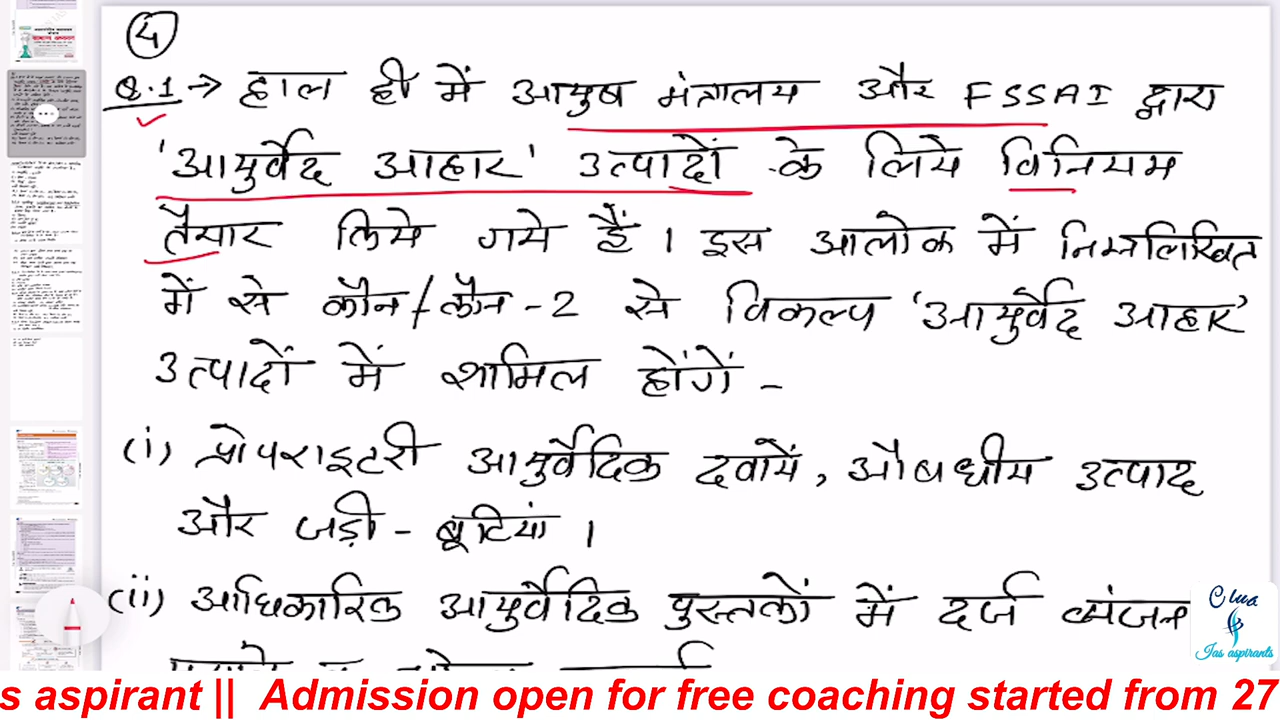 4
Q.1 → हाल ही में आयुष मंत्रालय और FSSAI द्वारा
'आयुर्वेद आहार' उत्पादों के लिये विनियम
तैयार किये गये हैं । इस आलोक में निम्नलिखित
में से कौन/कौन-2 से विकल्प 'आयुर्वेद आहार'
उत्पादों में शामिल होंगें -
(i) प्रोपराइटरी आयुर्वेदिक दवायें, औषधीय उत्पाद
और जड़ी - बूटियां ।
(ii) आधिकारिक आयुर्वेदिक पुस्तकों में दर्ज व्यंजन
Ias aspirants
s aspirant || Admission open for free coaching started from 27